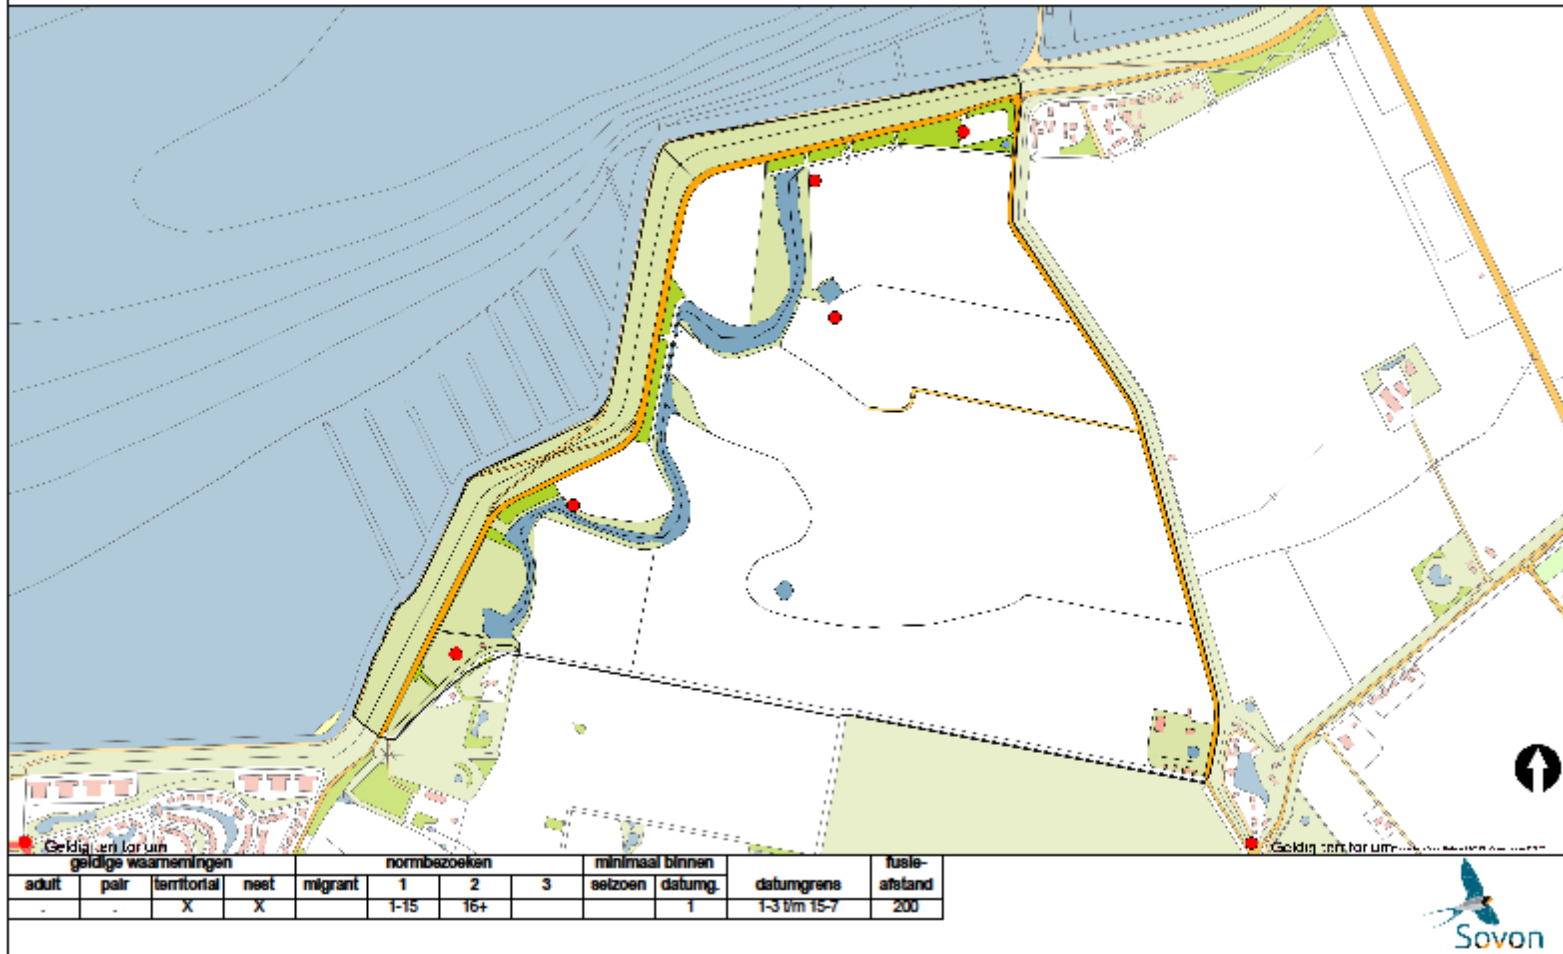 Geldig territorium
Geldig territorium
geldige waarnemingen normbezoeken minimaal binnen fusie-
adult pair territorial nest migrant 1 2 3 seizoen datumg. datumgrens afstand
. . X X 1-15 16+ 1 1-3 t/m 15-7 200
Sovon